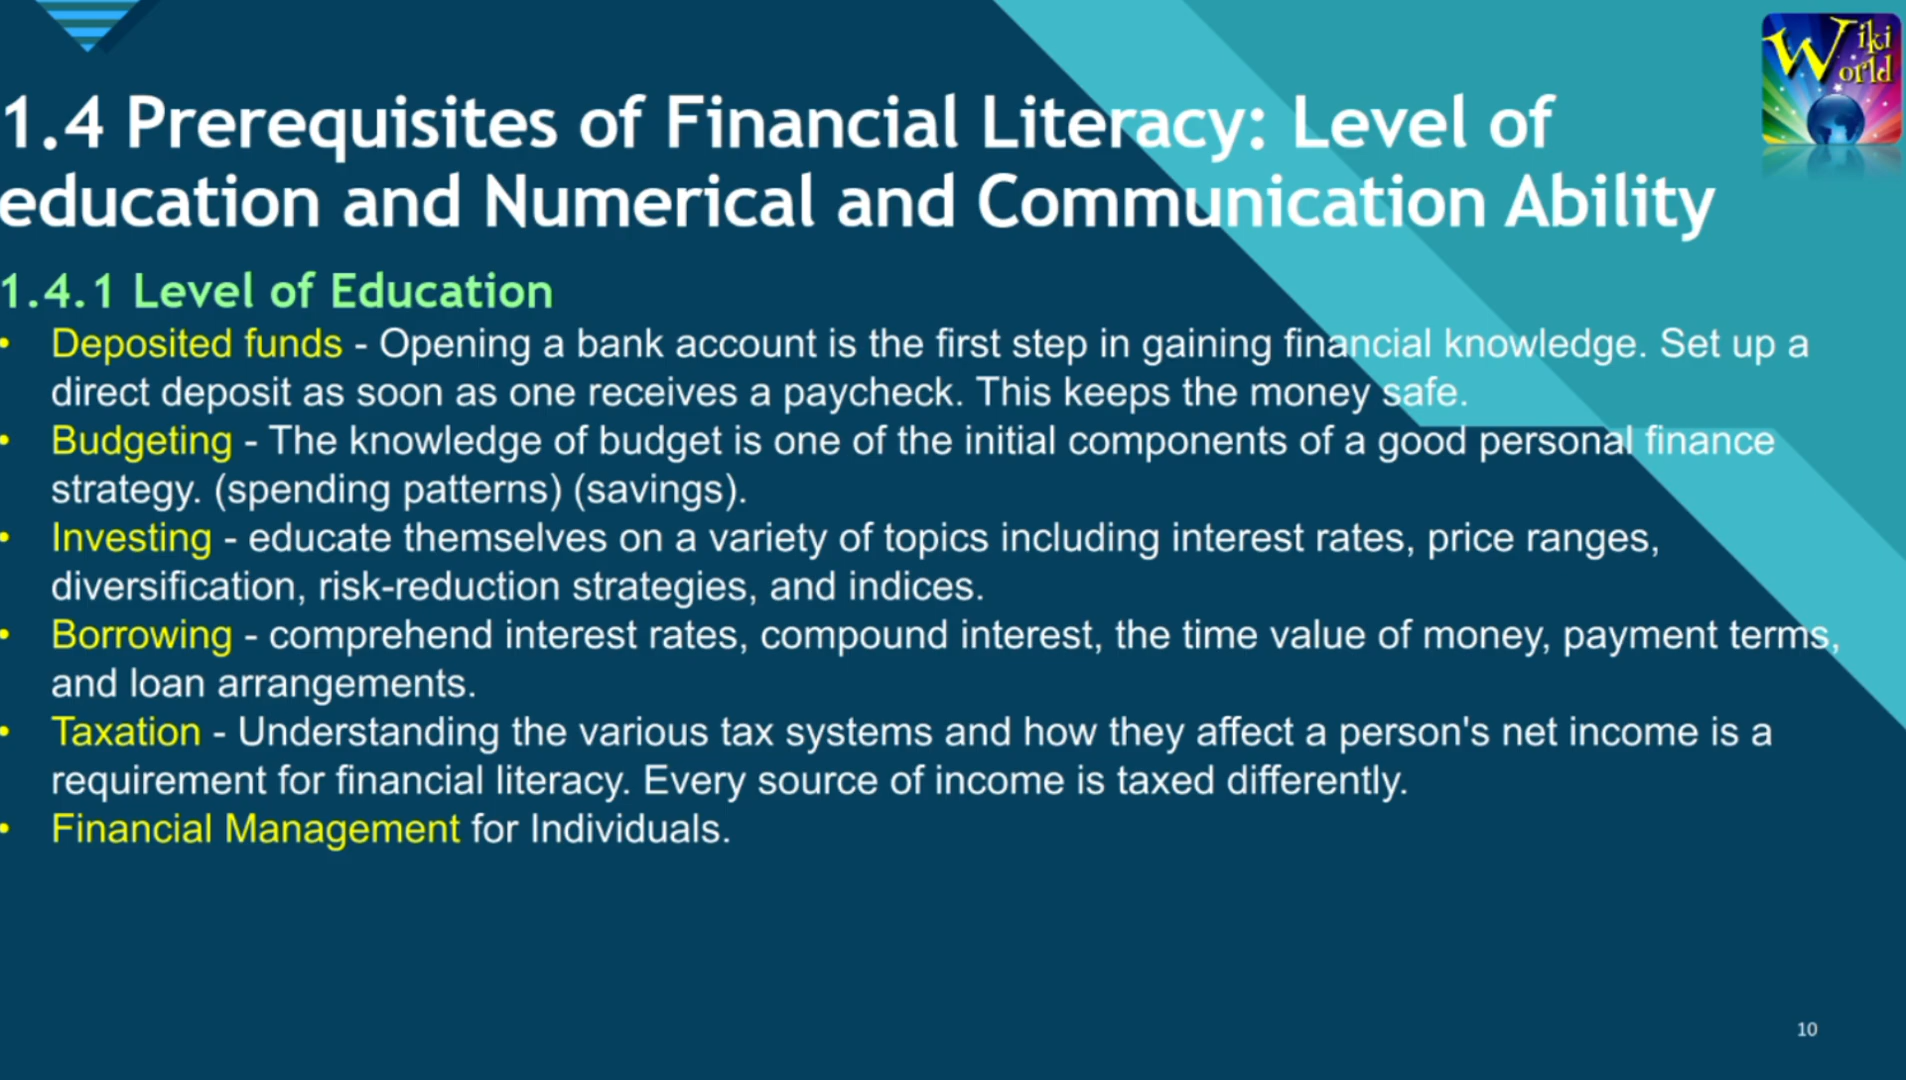 Wiki
World
1.4 Prerequisites of Financial Literacy: Level of
education and Numerical and Communication Ability
1.4.1 Level of Education
• Deposited funds - Opening a bank account is the first step in gaining financial knowledge. Set up a
direct deposit as soon as one receives a paycheck. This keeps the money safe.
• Budgeting - The knowledge of budget is one of the initial components of a good personal finance
strategy. (spending patterns) (savings).
• Investing - educate themselves on a variety of topics including interest rates, price ranges,
diversification, risk-reduction strategies, and indices.
• Borrowing - comprehend interest rates, compound interest, the time value of money, payment terms,
and loan arrangements.
• Taxation - Understanding the various tax systems and how they affect a person's net income is a
requirement for financial literacy. Every source of income is taxed differently.
• Financial Management for Individuals.
10